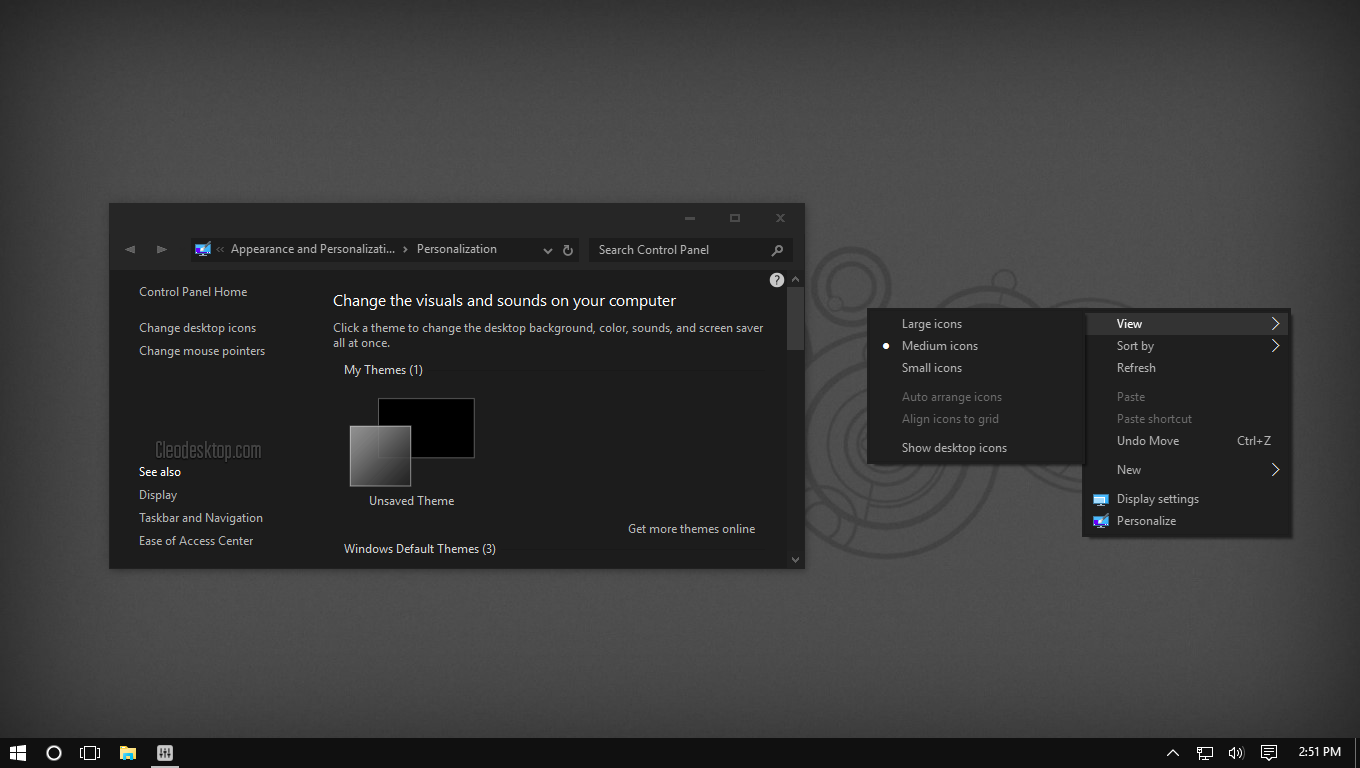 « Appearance and Personalizati... › Personalization
Search Control Panel
?
Control Panel Home
Change desktop icons
Change mouse pointers
Cleodesktop.com
See also
Display
Taskbar and Navigation
Ease of Access Center
Change the visuals and sounds on your computer
Click a theme to change the desktop background, color, sounds, and screen saver
all at once.
My Themes (1)
Unsaved Theme
Get more themes online
Windows Default Themes (3)
Large icons
Medium icons
Small icons
Auto arrange icons
Align icons to grid
Show desktop icons
View
Sort by
Refresh
Paste
Paste shortcut
Undo Move Ctrl+Z
New
Display settings
Personalize
2:51 PM